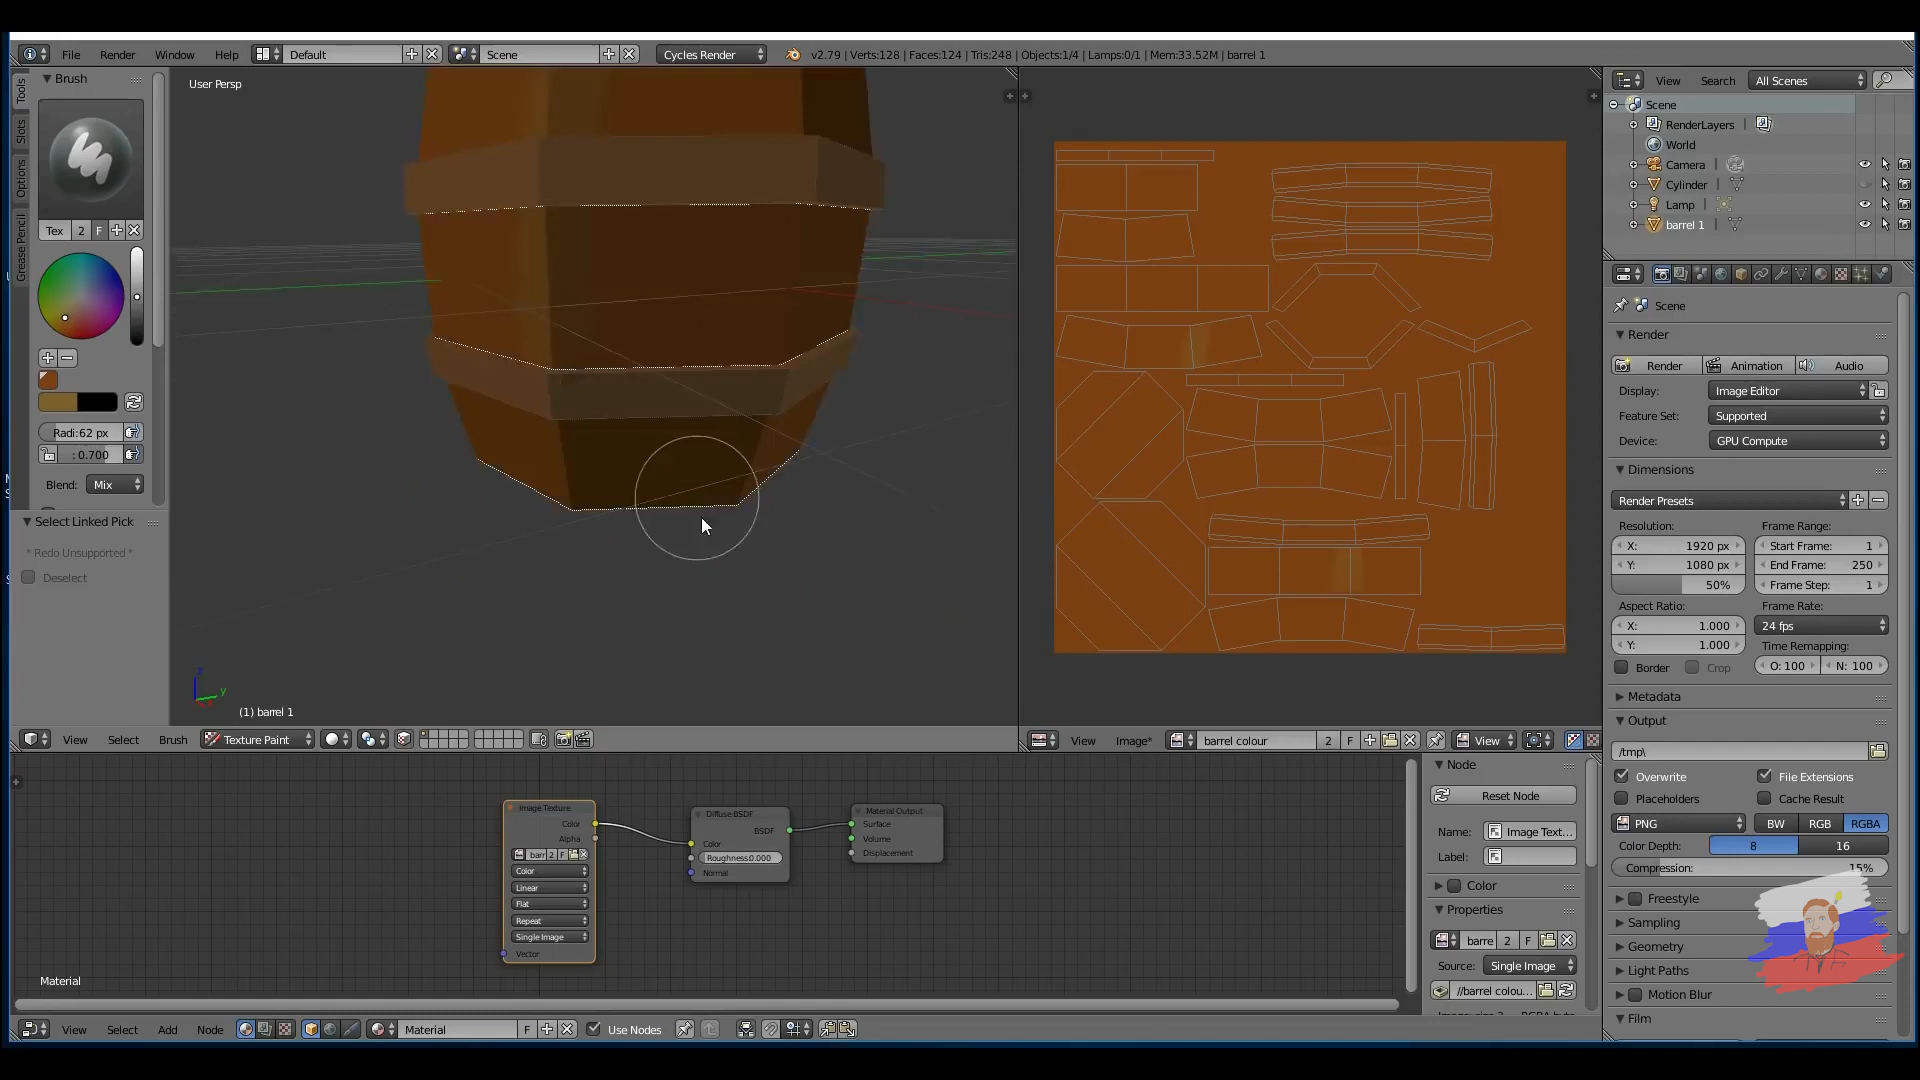 File Render Window Help Default Scene Cycles Render v2.79 | Verts:128 | Faces:124 | Tris:248 | Objects:1/4 | Lamps:0/1 | Mem:33.52M | barrel 1
Tools
Slots
Options
Grease Pencil
Brush
Tex 2 F
Radi:62 px
: 0.700
Blend: Mix
Select Linked Pick
* Redo Unsupported *
Deselect
User Persp
z
y
(1) barrel 1
View Select Brush Texture Paint
View Image* barrel colour 2 F View
View Search All Scenes
Scene
RenderLayers |
World
Camera |
Cylinder |
Lamp |
barrel 1 |
Scene
Render
Render Animation Audio
Display: Image Editor
Feature Set: Supported
Device: GPU Compute
Dimensions
Render Presets
Resolution: Frame Range:
X: 1920 px Start Frame: 1
Y: 1080 px End Frame: 250
50% Frame Step: 1
Aspect Ratio: Frame Rate:
X: 1.000 24 fps
Y: 1.000 Time Remapping:
Border Crop O: 100 N: 100
Metadata
Output
/tmp\
Overwrite File Extensions
Placeholders Cache Result
PNG BW RGB RGBA
Color Depth: 8 16
Compression: 15%
Freestyle
Sampling
Geometry
Light Paths
Motion Blur
Film
Image Texture
Color
Alpha
barr 2 F
Color
Linear
Flat
Repeat
Single Image
Vector
Diffuse BSDF
BSDF
Color
Roughness:0.000
Normal
Material Output
Surface
Volume
Displacement
Material
Node
Reset Node
Name: Image Text...
Label:
Color
Properties
barre 2 F
Source: Single Image
//barrel colou...
View Select Add Node Material F Use Nodes